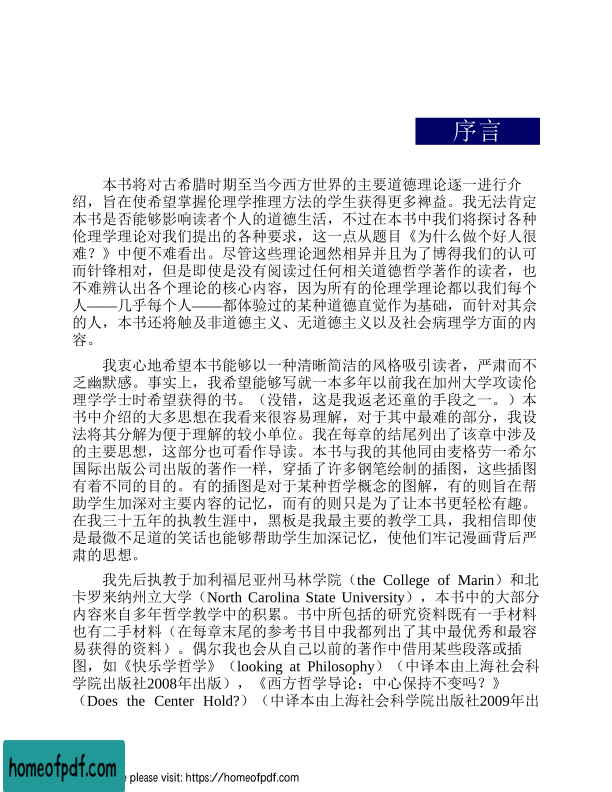 序言
本书将对古希腊时期至当今西方世界的主要道德理论逐一进行介
绍，旨在使希望掌握伦理学推理方法的学生获得更多裨益。我无法肯定
本书是否能够影响读者个人的道德生活，不过在本书中我们将探讨各种
伦理学理论对我们提出的各种要求，这一点从题目《为什么做个好人很
难？》中便不难看出。尽管这些理论迥然相异并且为了博得我们的认可
而针锋相对，但是即使是没有阅读过任何相关道德哲学著作的读者，也
不难辨认出各个理论的核心内容，因为所有的伦理学理论都以我们每个
人——几乎每个人——都体验过的某种道德直觉作为基础，而针对其余
的人，本书还将触及非道德主义、无道德主义以及社会病理学方面的内
容。
我衷心地希望本书能够以一种清晰简洁的风格吸引读者，严肃而不
乏幽默感。事实上，我希望能够写就一本多年以前我在加州大学攻读伦
理学学士时希望获得的书。（没错，这是我返老还童的手段之一。）本
书中介绍的大多思想在我看来很容易理解，对于其中最难的部分，我设
法将其分解为便于理解的较小单位。我在每章的结尾列出了该章中涉及
的主要思想，这部分也可看作导读。本书与我的其他同由麦格劳一希尔
国际出版公司出版的著作一样，穿插了许多钢笔绘制的插图，这些插图
有着不同的目的。有的插图是对于某种哲学概念的图解，有的则旨在帮
助学生加深对主要内容的记忆，而有的则只是为了让本书更轻松有趣。
在我三十五年的执教生涯中，黑板是我最主要的教学工具，我相信即使
是最微不足道的笑话也能够帮助学生加深记忆，使他们牢记漫画背后严
肃的思想。
我先后执教于加利福尼亚州马林学院（the College of Marin）和北
卡罗来纳州立大学（North Carolina State University），本书中的大部分
内容来自多年哲学教学中的积累。书中所包括的研究资料既有一手材料
也有二手材料（在每章末尾的参考书目中我都列出了其中最优秀和最容
易获得的资料）。偶尔我也会从自己以前的著作中借用某些段落或插
图，如《快乐学哲学》（looking at Philosophy）（中译本由上海社会科
学院出版社2008年出版），《西方哲学导论：中心保持不变吗？》
（Does the Center Hold?)（中译本由上海社会科学院出版社2009年出
homeofpdf.com
e please visit: https://homeofpdf.com